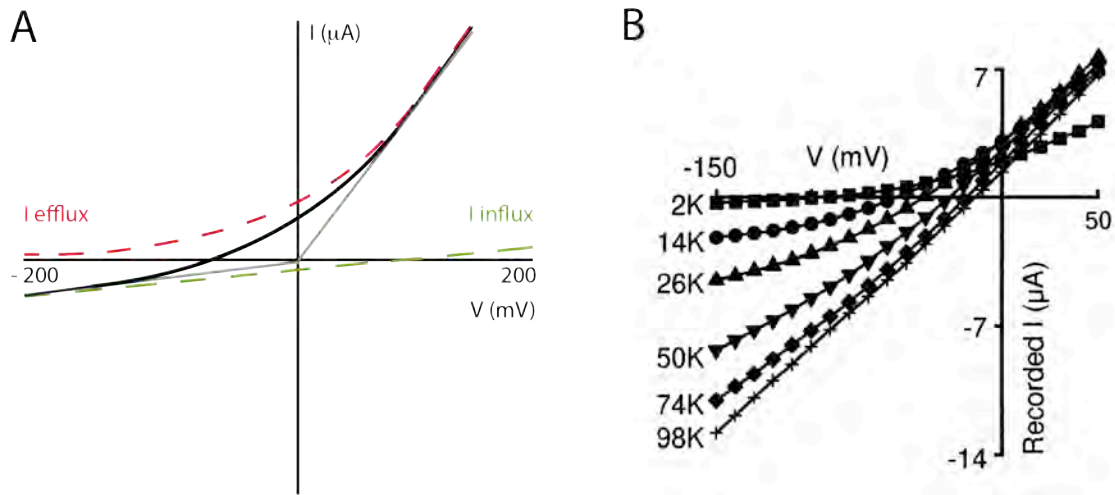 A
I (µA)
I efflux
I influx
- 200
200
V (mV)
B
7
-150
V (mV)
2K
50
14K
26K
-7
50K
74K
98K
-14
Recorded I (µA)